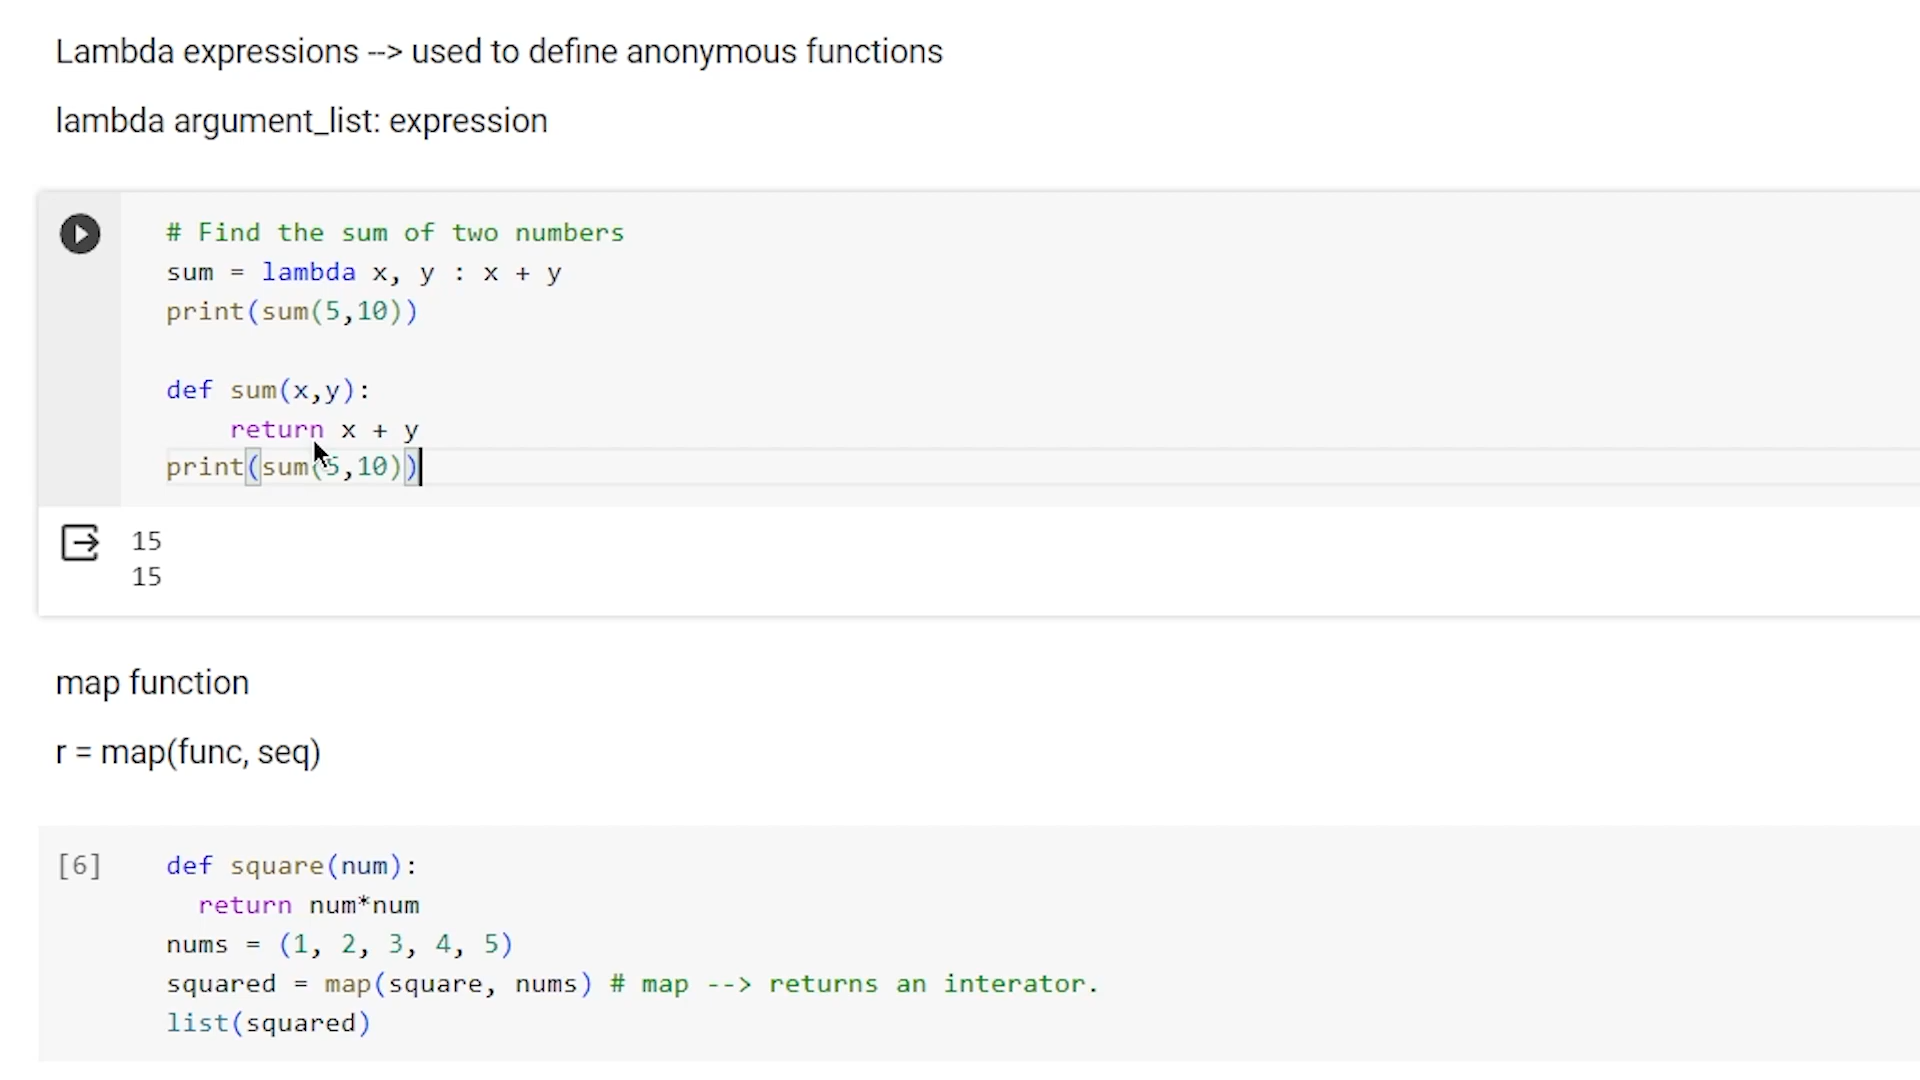 Lambda expressions --> used to define anonymous functions
lambda argument_list: expression
# Find the sum of two numbers
sum = lambda x, y : x + y
print(sum(5,10))
def sum(x,y):
    return x + y
print(sum(5,10))
15
15
map function
r = map(func, seq)
[6]
def square(num):
  return num*num
nums = (1, 2, 3, 4, 5)
squared = map(square, nums) # map --> returns an interator.
list(squared)